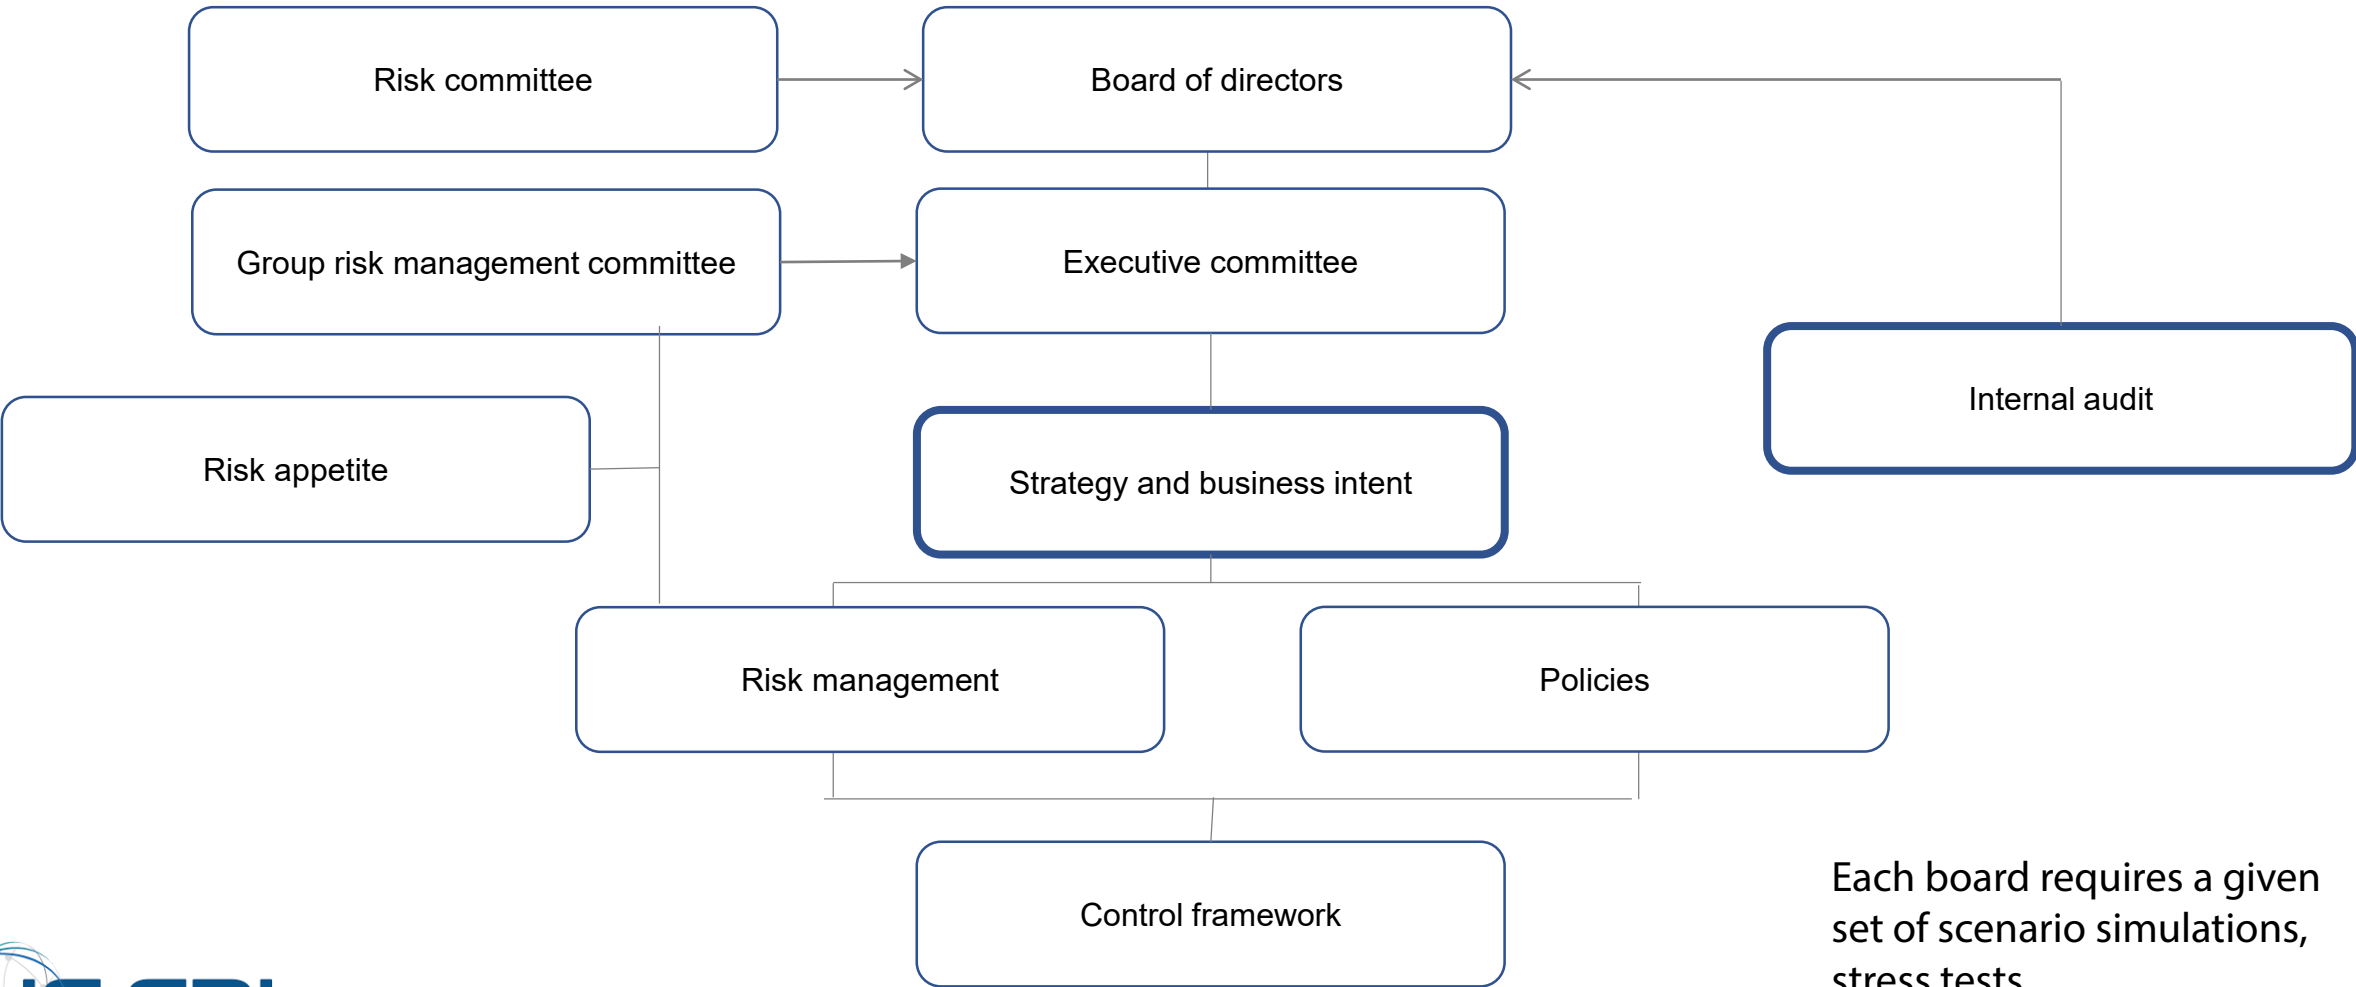 Risk committee
Board of directors
Group risk management committee
Executive committee
Internal audit
Risk appetite
Strategy and business intent
Risk management
Policies
Control framework
Each board requires a given
set of scenario simulations,
stress tests